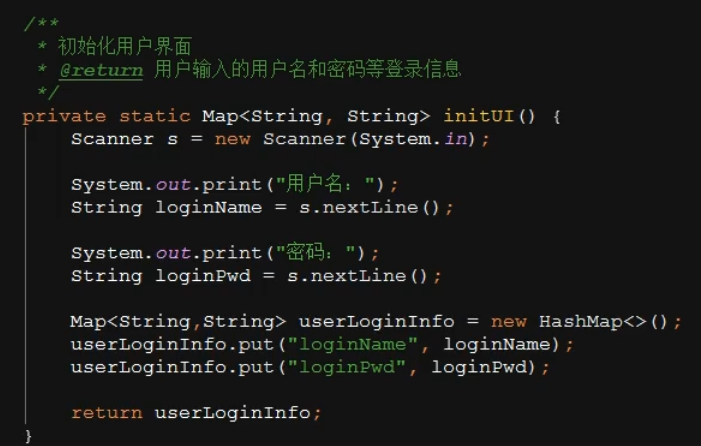 /**
 * 初始化用户界面
 * @return 用户输入的用户名和密码等登录信息
 */
private static Map<String, String> initUI() {
    Scanner s = new Scanner(System.in);

    System.out.print("用户名：");
    String loginName = s.nextLine();

    System.out.print("密码：");
    String loginPwd = s.nextLine();

    Map<String,String> userLoginInfo = new HashMap<>();
    userLoginInfo.put("loginName", loginName);
    userLoginInfo.put("loginPwd", loginPwd);

    return userLoginInfo;
}